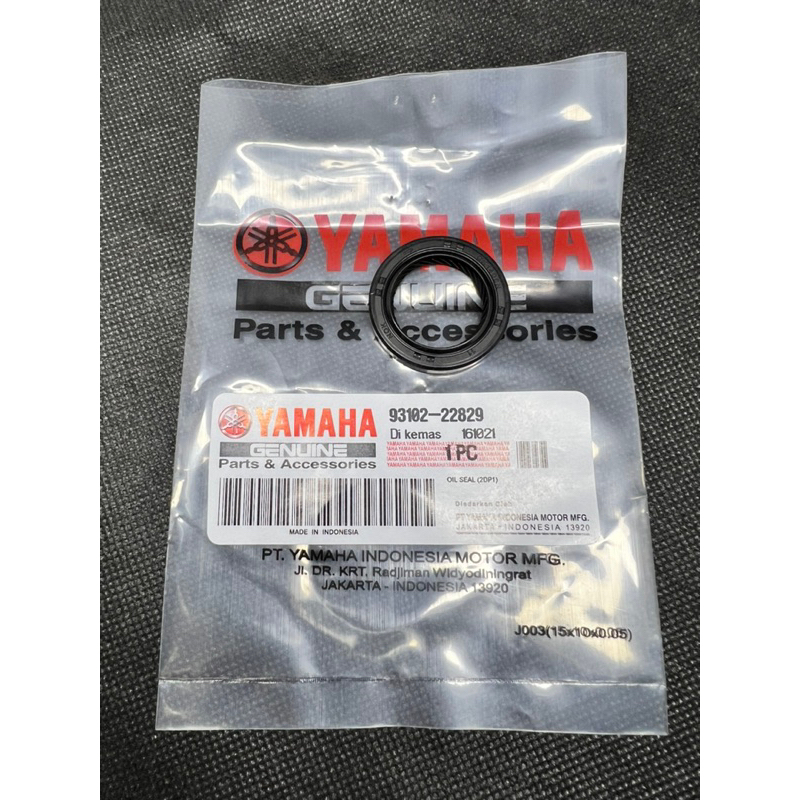 YAMAHA
GENUINE
Parts & Accessories
YAMAHA
GENUINE
Parts & Accessories
93102-22829
Di kemas 161021
1 PC
OIL SEAL (2DP1)
PT. YAMAHA INDONESIA MOTOR MFG.
JAKARTA - INDONESIA 13920
MADE IN INDONESIA
PT. YAMAHA INDONESIA MOTOR MFG.
Jl. DR. KRT. Radjiman Widyodiningrat
JAKARTA - INDONESIA 13920
J003(15x10x0.05)